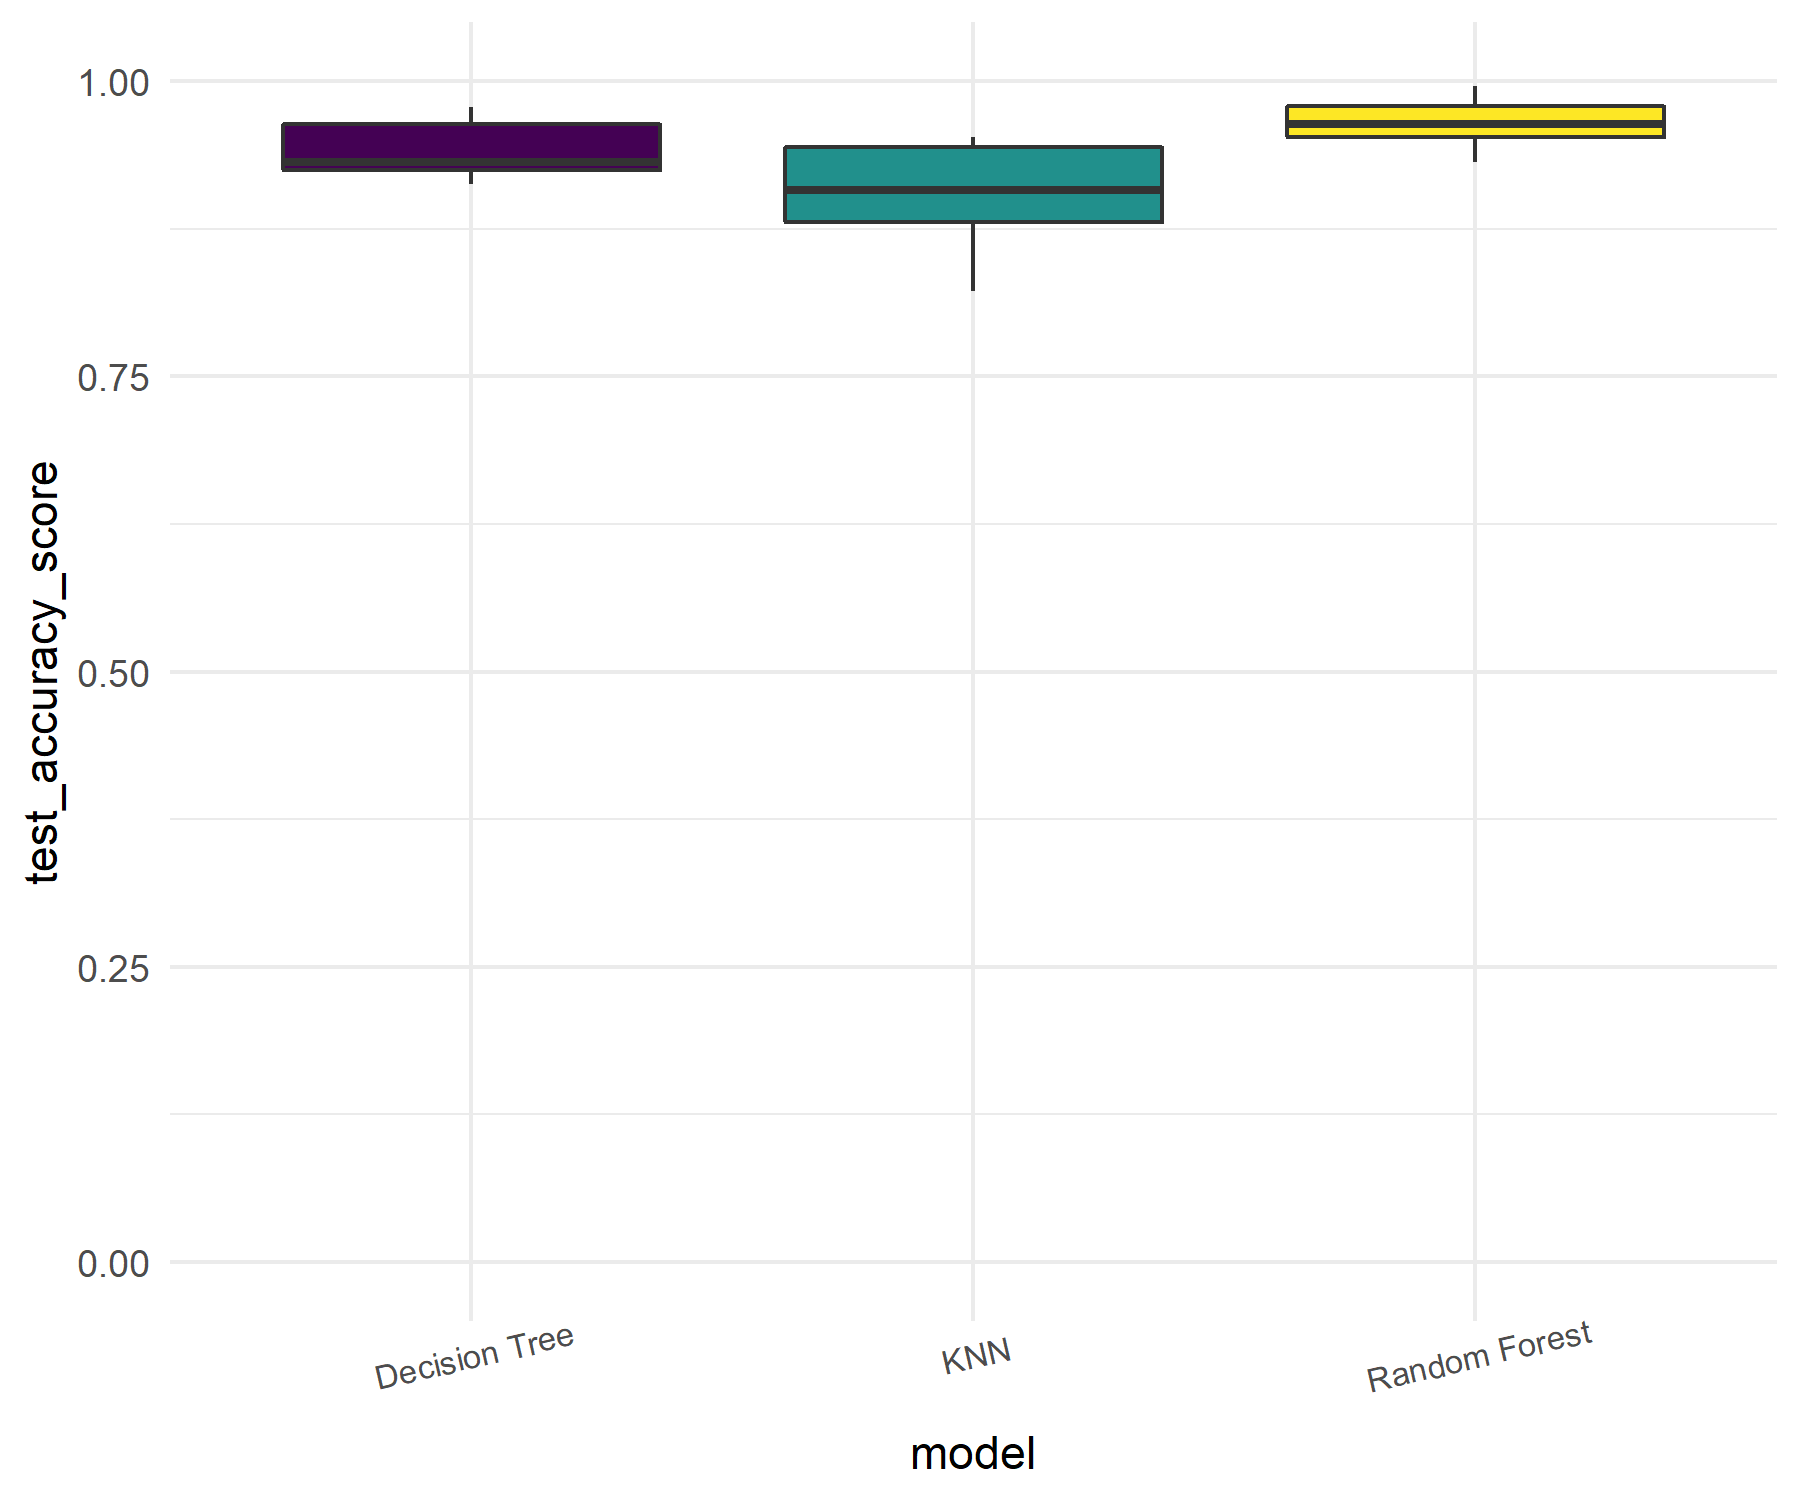 1.00
0.75
0.50
0.25
0.00
test_accuracy_score
Decision Tree
KNN
Random Forest
model